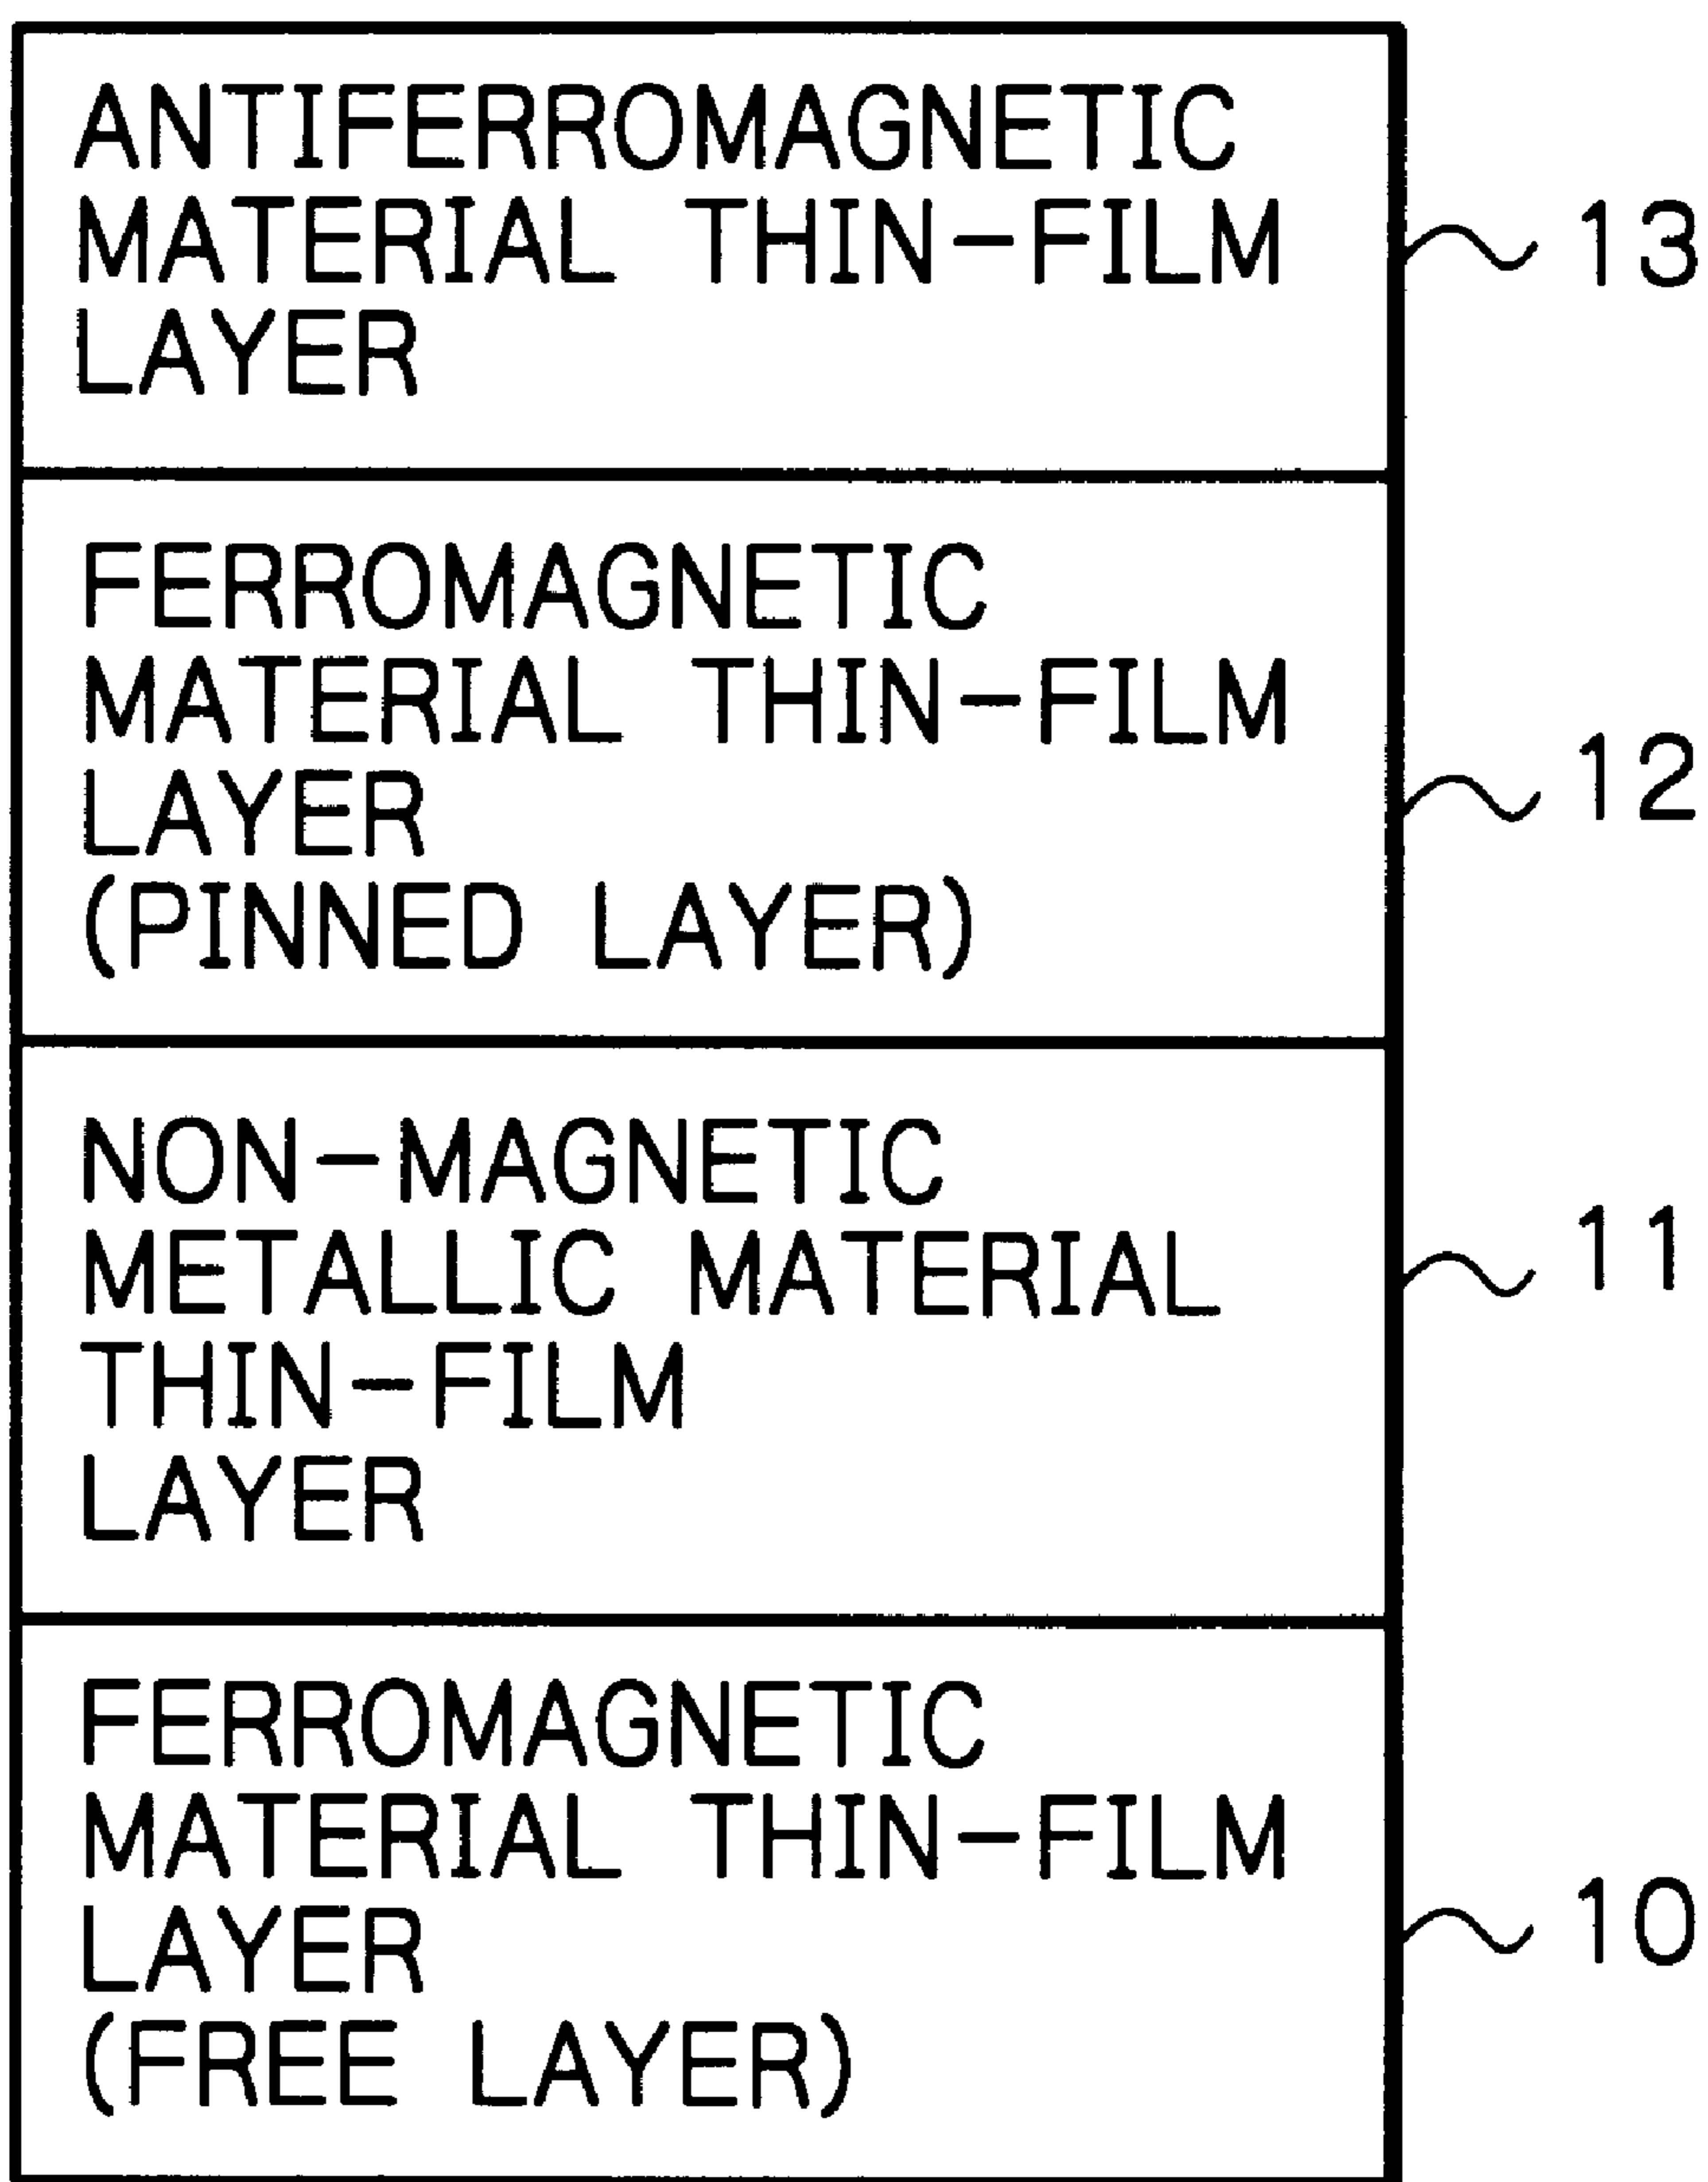 ANTIFERROMAGNETIC
MATERIAL THIN-FILM
LAYER
13
FERROMAGNETIC
MATERIAL THIN-FILM
LAYER
(PINNED LAYER)
12
NON-MAGNETIC
METALLIC MATERIAL
THIN-FILM
LAYER
11
FERROMAGNETIC
MATERIAL THIN-FILM
LAYER
(FREE LAYER)
10